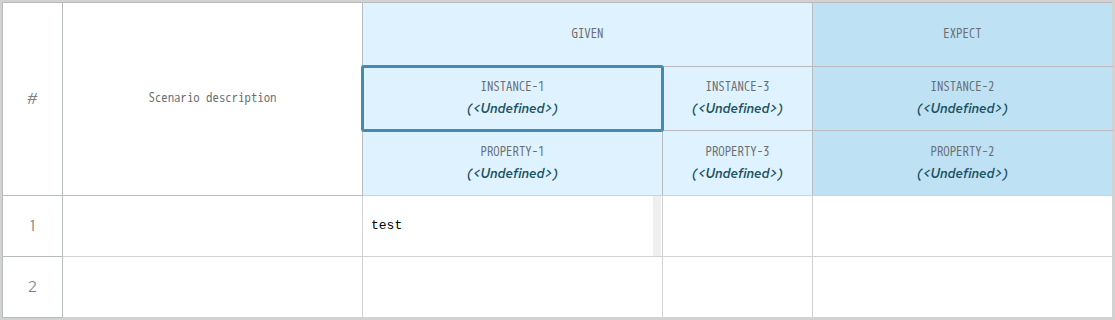 GIVEN
EXPECT
#
Scenario description
INSTANCE-1
(<Undefined>)
INSTANCE-3
(<Undefined>)
INSTANCE-2
(<Undefined>)
PROPERTY-1
(<Undefined>)
PROPERTY-3
(<Undefined>)
PROPERTY-2
(<Undefined>)
1
test
2